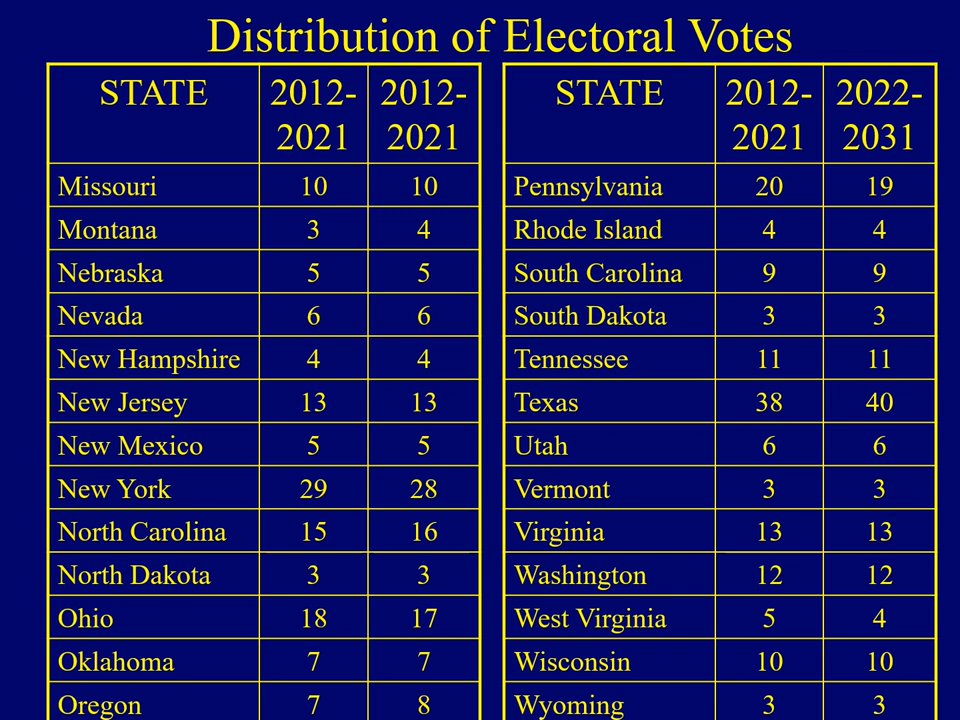 Distribution of Electoral Votes
STATE 2012-2021 2012-2021
Missouri 10 10
Montana 3 4
Nebraska 5 5
Nevada 6 6
New Hampshire 4 4
New Jersey 13 13
New Mexico 5 5
New York 29 28
North Carolina 15 16
North Dakota 3 3
Ohio 18 17
Oklahoma 7 7
Oregon 7 8
STATE 2012-2021 2022-2031
Pennsylvania 20 19
Rhode Island 4 4
South Carolina 9 9
South Dakota 3 3
Tennessee 11 11
Texas 38 40
Utah 6 6
Vermont 3 3
Virginia 13 13
Washington 12 12
West Virginia 5 4
Wisconsin 10 10
Wyoming 3 3